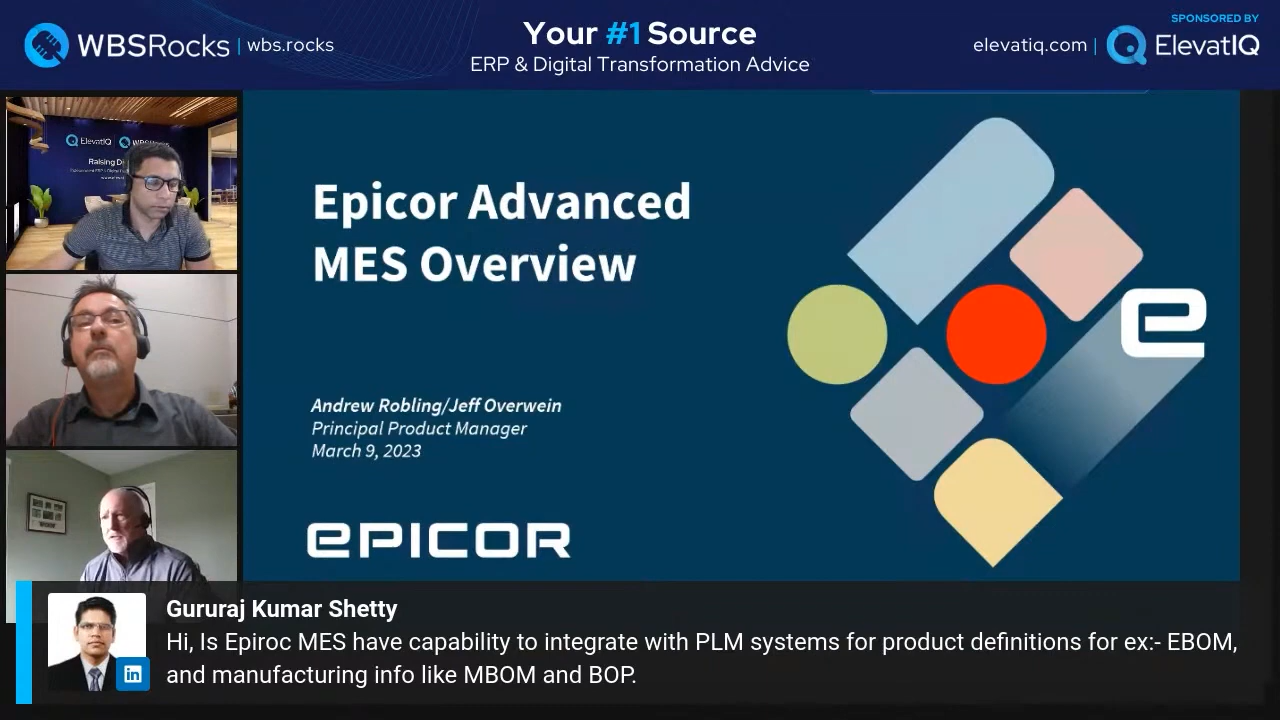 WBSRocks | wbs.rocks
Your #1 Source
ERP & Digital Transformation Advice
SPONSORED BY
elevatiq.com | ElevatIQ
ElevatIQ
Epicor Advanced
MES Overview
Andrew Robling/Jeff Overwein
Principal Product Manager
March 9, 2023
EPICOR
Gururaj Kumar Shetty
Hi, Is Epiroc MES have capability to integrate with PLM systems for product definitions for ex:- EBOM,
and manufacturing info like MBOM and BOP.
in